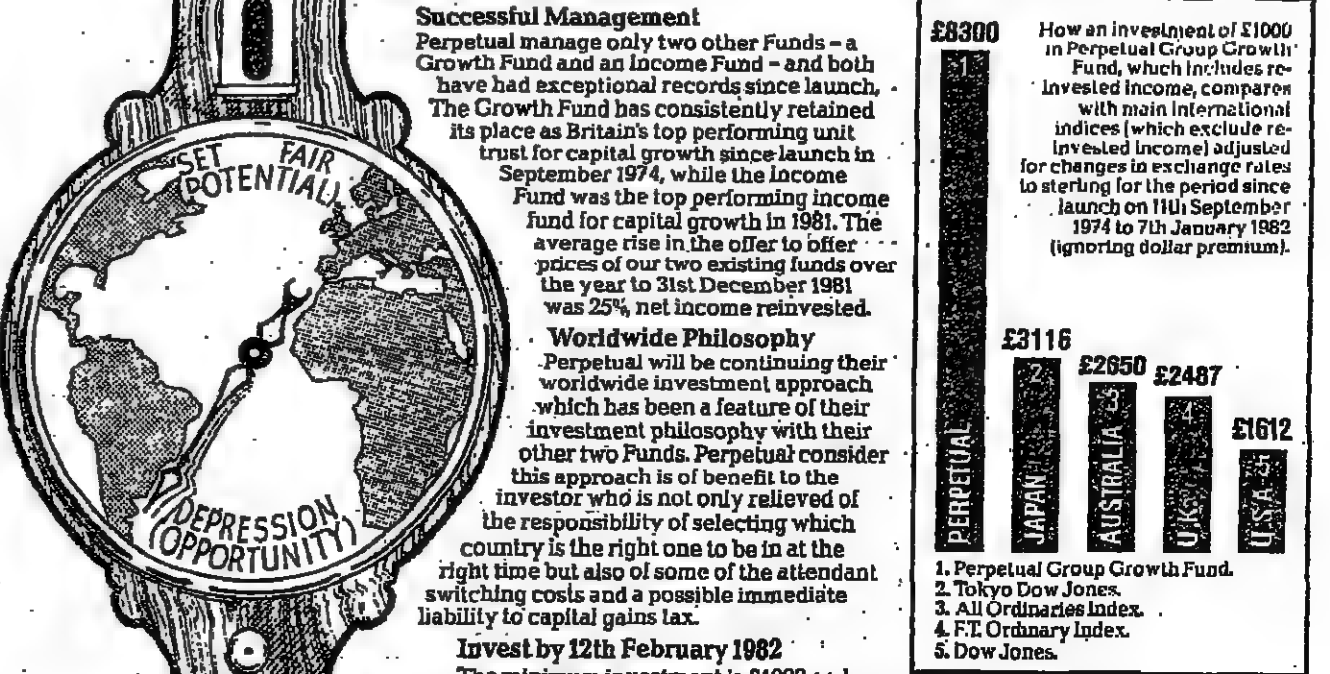 SET FAIR
(POTENTIAL)
DEPRESSION
(OPPORTUNITY)
Successful Management
Perpetual manage only two other Funds – a
Growth Fund and an Income Fund – and both
have had exceptional records since launch.
The Growth Fund has consistently retained
its place as Britain's top performing unit
trust for capital growth since launch in
September 1974, while the Income
Fund was the top performing income
fund for capital growth in 1981. The
average rise in the offer to offer
prices of our two existing funds over
the year to 31st December 1981
was 25%, net income reinvested.
Worldwide Philosophy
Perpetual will be continuing their
worldwide investment approach
which has been a feature of their
investment philosophy with their
other two Funds. Perpetual consider
this approach is of benefit to the
investor who is not only relieved of
the responsibility of selecting which
country is the right one to be in at the
right time but also of some of the attendant
switching costs and a possible immediate
liability to capital gains tax.
Invest by 12th February 1982
The minimum investment is £1000
£8300
How an investment of £1000
in Perpetual Group Growth
Fund, which includes re-
invested income, compares
with main international
indices (which exclude re-
invested income) adjusted
for changes in exchange rates
to sterling for the period since
launch on 11th September
1974 to 7th January 1982
(ignoring dollar premium).
£3116
£2650
£2487
£1612
1 PERPETUAL
2 JAPAN
3 AUSTRALIA
4 U.K.
5 USA
1. Perpetual Group Growth Fund.
2. Tokyo Dow Jones.
3. All Ordinaries Index.
4. F.T. Ordinary Index.
5. Dow Jones.